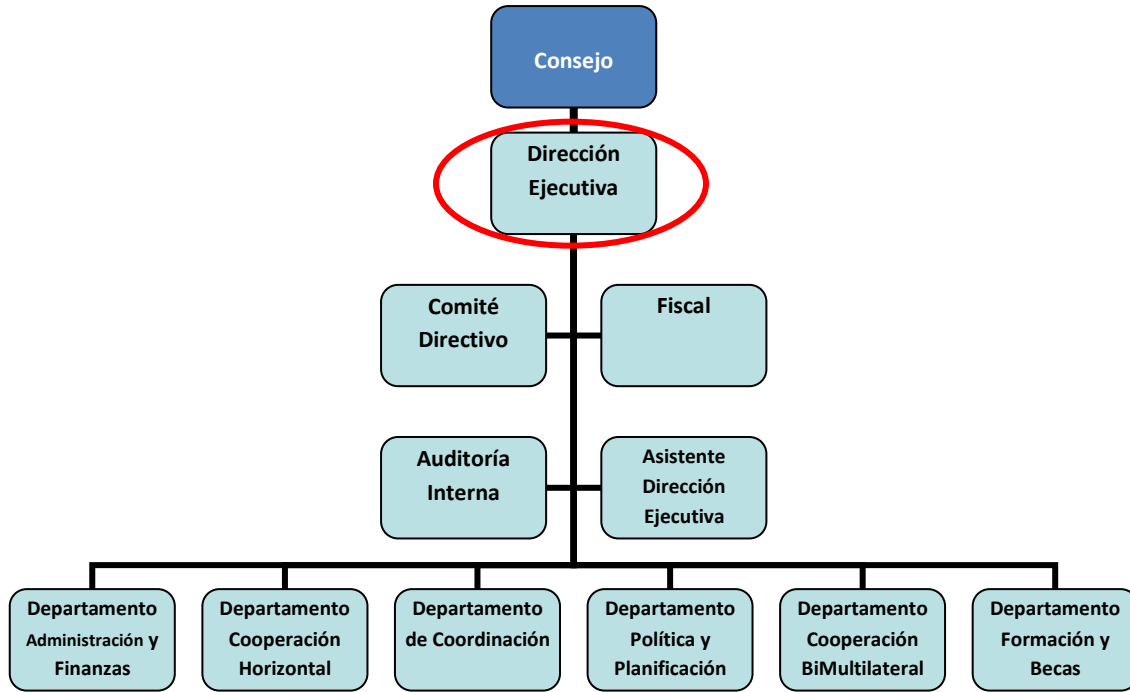 Consejo
Dirección
Ejecutiva
Comité
Directivo
Fiscal
Auditoría
Interna
Asistente
Dirección
Ejecutiva
Departamento
Administración y
Finanzas
Departamento
Cooperación
Horizontal
Departamento
de Coordinación
Departamento
Política y
Planificación
Departamento
Cooperación
BiMultilateral
Departamento
Formación y
Becas